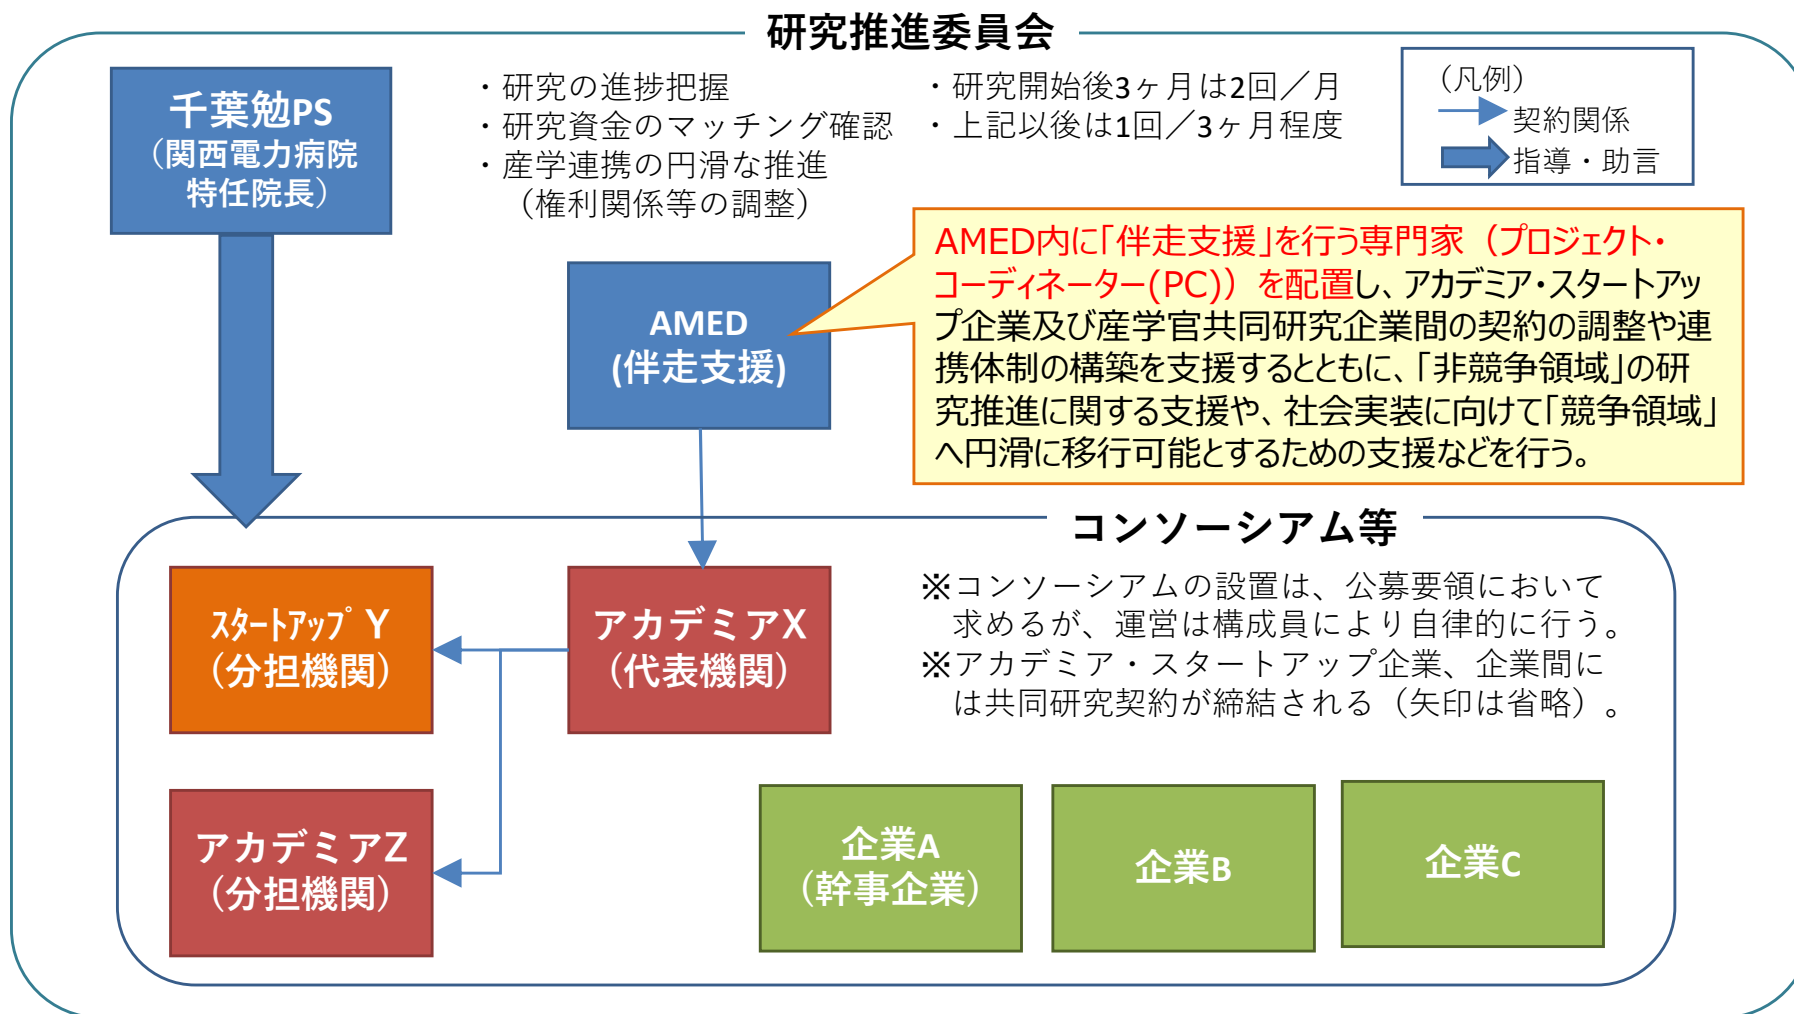 研究推進委員会
千葉勉PS
（関西電力病院
特任院長）
・研究の進捗把握
・研究資金のマッチング確認
・産学連携の円滑な推進
（権利関係等の調整）
・研究開始後3ヶ月は2回／月
・上記以後は1回／3ヶ月程度
（凡例）
契約関係
指導・助言
AMED
(伴走支援)
AMED内に「伴走支援」を行う専門家（プロジェクト・
コーディネーター(PC)）を配置し、アカデミア・スタートアッ
プ企業及び産学官共同研究企業間の契約の調整や連
携体制の構築を支援するとともに、「非競争領域」の研
究推進に関する支援や、社会実装に向けて「競争領域」
へ円滑に移行可能とするための支援などを行う。
コンソーシアム等
※コンソーシアムの設置は、公募要領において
求めるが、運営は構成員により自律的に行う。
※アカデミア・スタートアップ企業、企業間に
は共同研究契約が締結される（矢印は省略）。
ｽﾀｰﾄｱｯﾌﾟ Y
（分担機関）
アカデミアX
（代表機関）
アカデミアZ
（分担機関）
企業A
（幹事企業）
企業B
企業C